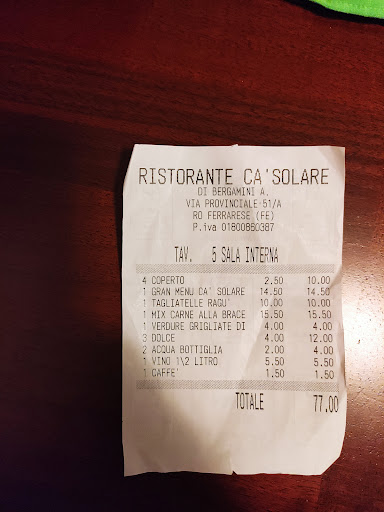 RISTORANTE CA'SOLARE
DI BERGAMINI A.
VIA PROVINCIALE 51/A
RO FERRARESE (FE)
P.iva 01800860387
TAV. 5 SALA INTERNA
4 COPERTO 2.50 10.00
1 GRAN MENU CA' SOLARE 14.50 14.50
1 TAGLIATELLE RAGU' 10.00 10.00
1 MIX CARNE ALLA BRACE 15.50 15.50
1 VERDURE GRIGLIATE DI 4.00 4.00
3 DOLCE 4.00 12.00
2 ACQUA BOTTIGLIA 2.00 4.00
1 VINO 1\2 LITRO 5.50 5.50
1 CAFFE' 1.50 1.50
TOTALE 77.00